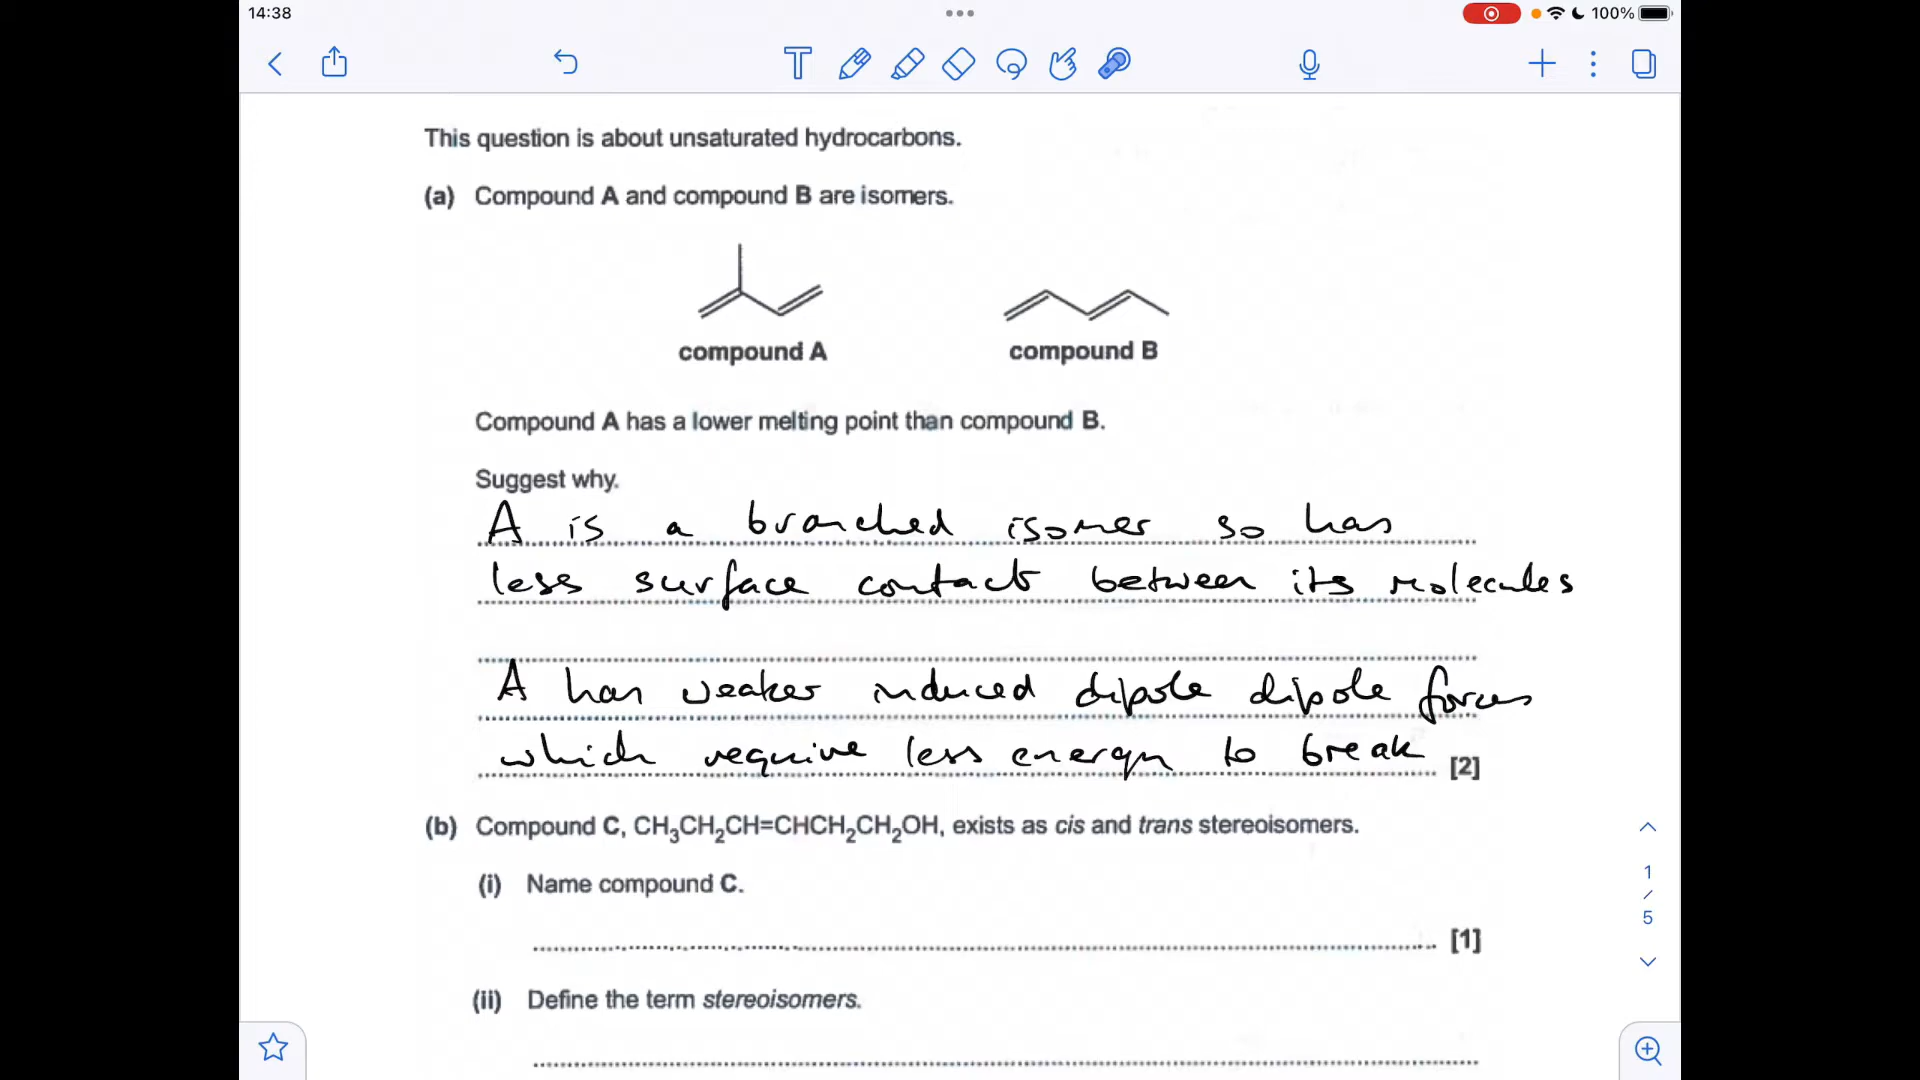 14:38
100%
This question is about unsaturated hydrocarbons.
(a) Compound A and compound B are isomers.
compound A compound B
Compound A has a lower melting point than compound B.
Suggest why.
A is a branched isomer so has
less surface contact between its molecules
A has weaker induced dipole dipole forces
which require less energy to break [2]
(b) Compound C, CH₃CH₂CH=CHCH₂CH₂OH, exists as cis and trans stereoisomers.
(i) Name compound C.
[1]
(ii) Define the term stereoisomers.
1
/
5